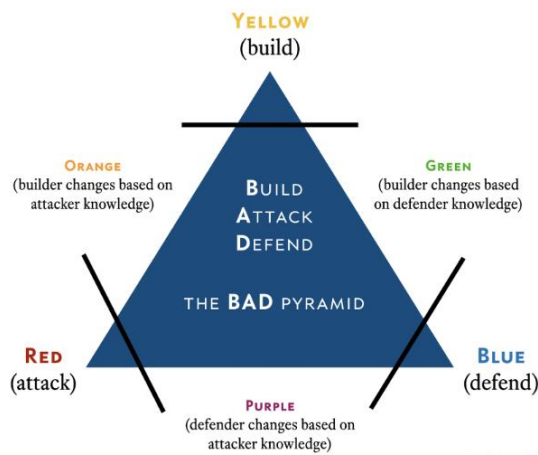 YELLOW
(build)
ORANGE
(builder changes based on
attacker knowledge)
GREEN
(builder changes based
on defender knowledge)
BUILD
ATTACK
DEFEND
THE BAD PYRAMID
RED
(attack)
BLUE
(defend)
PURPLE
(defender changes based on
attacker knowledge)